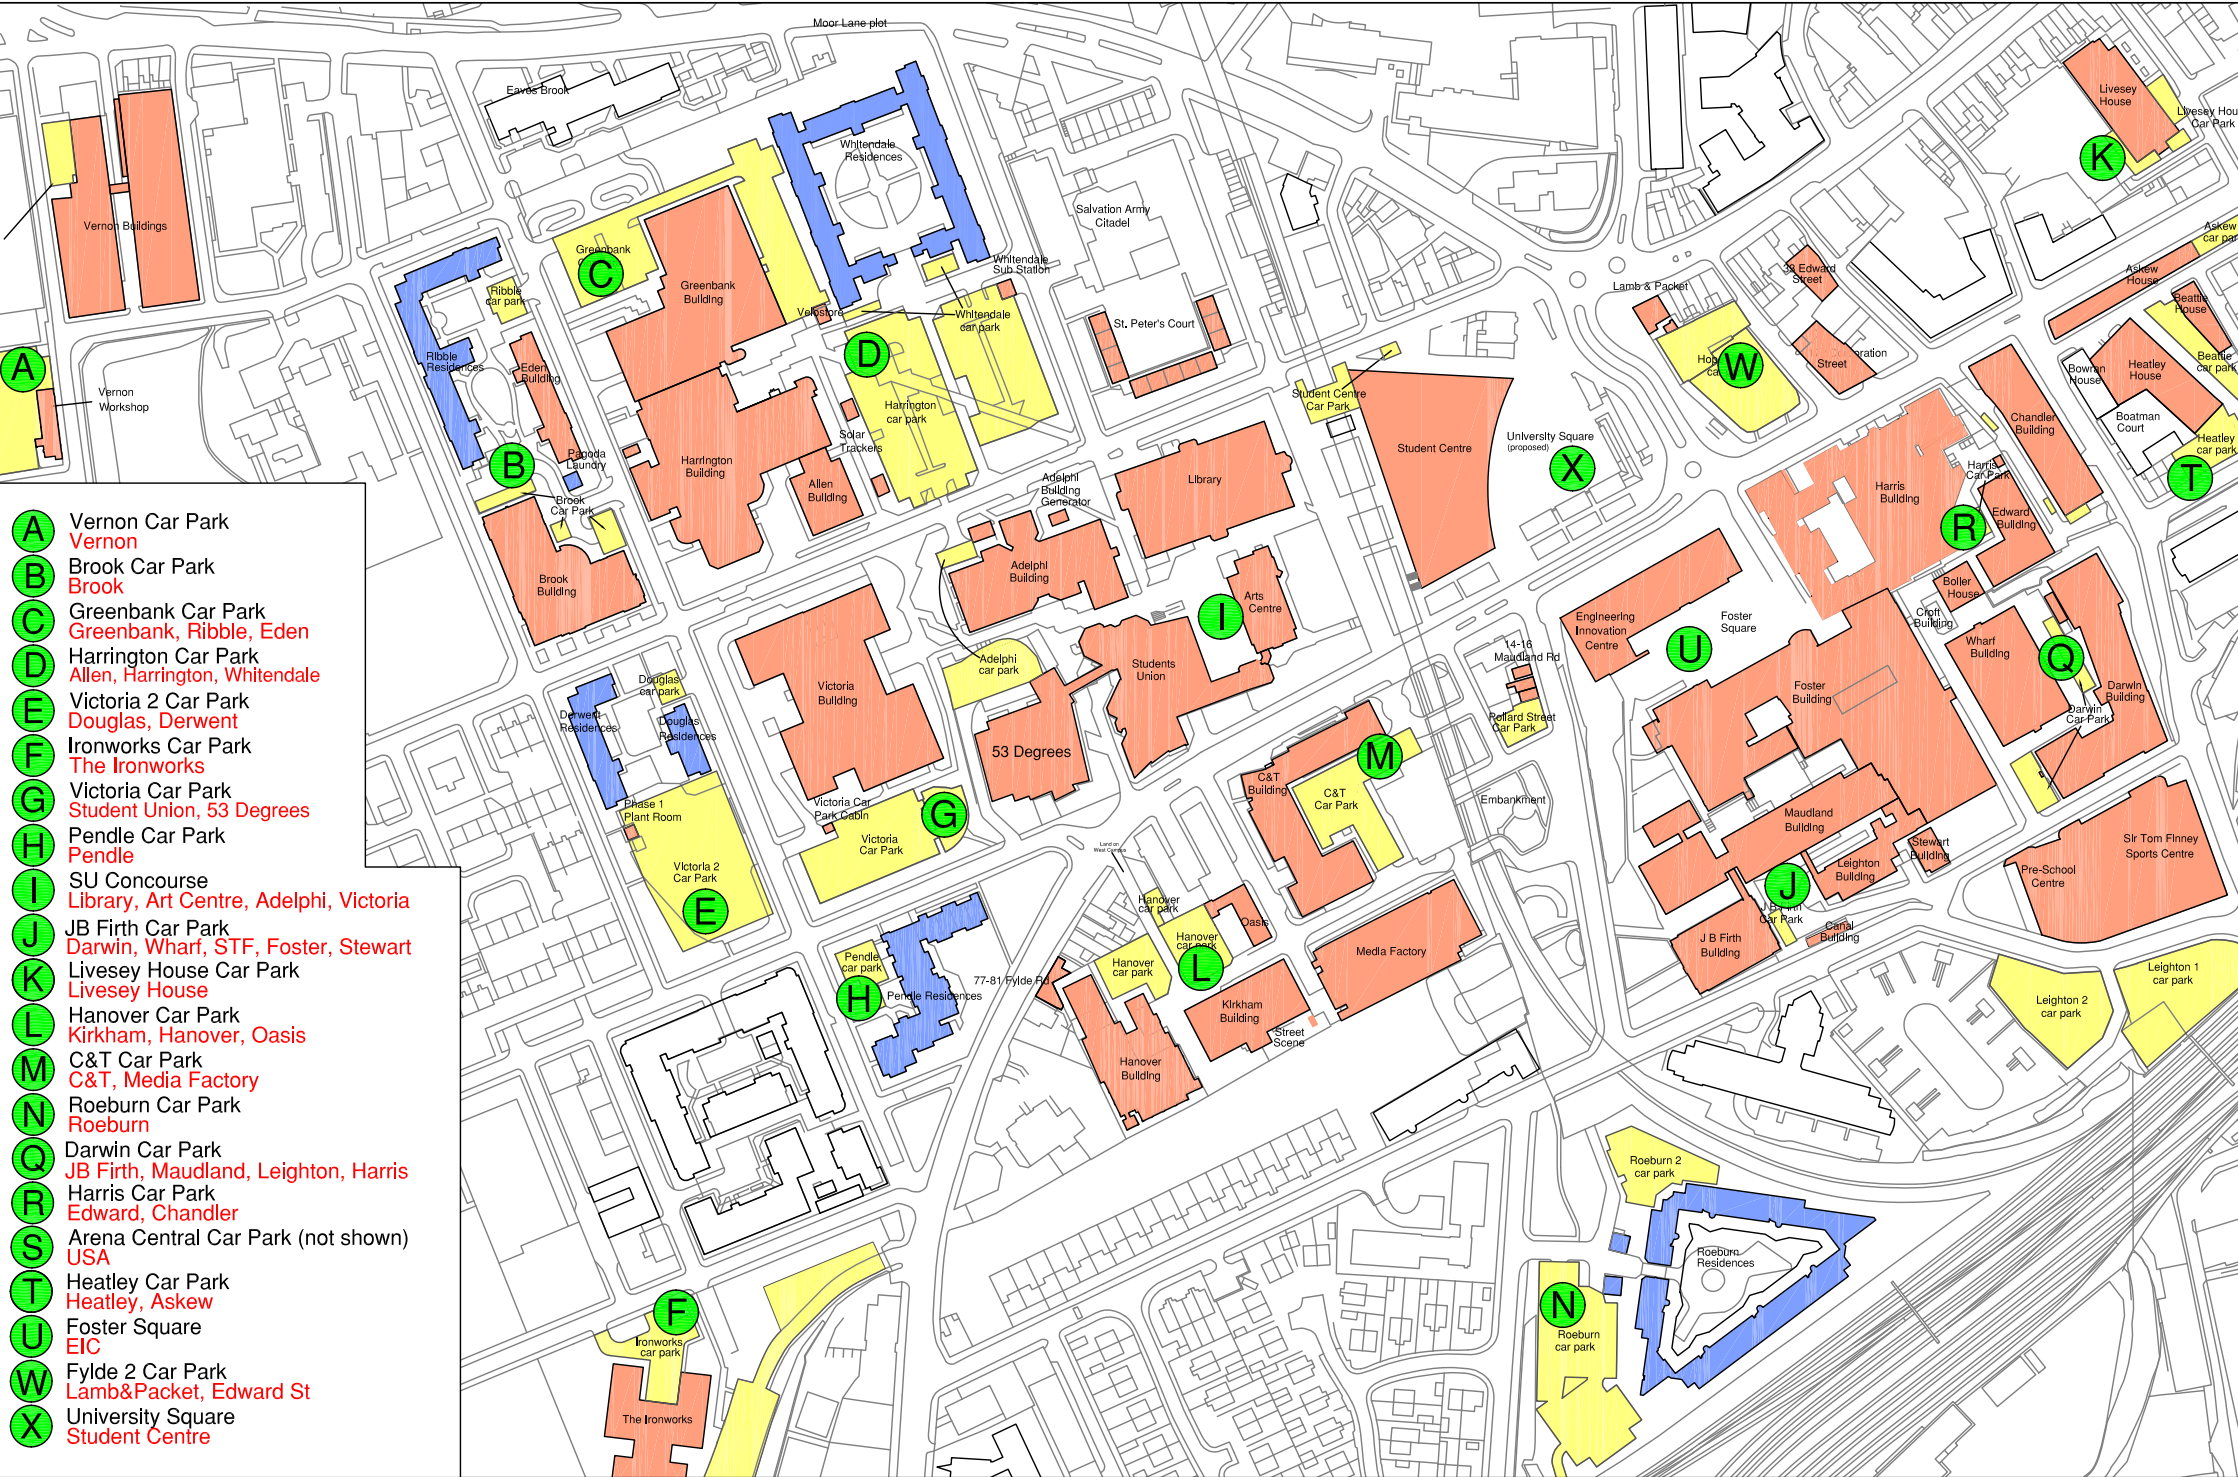 Moor Lane plot
Eaves Brook
Whitendale
Residences
Livesey
House
Livesey Hou
Car Park
K
Vernon Buildings
Salvation Army
Citadel
Greenbank
C
Greenbank
Building
Whitendale
Sub Station
Askew
car par
Askew
House
38 Edward
Street
Lamb & Packet
Ribble
car park
Velostore
Whitendale
car park
St. Peter's Court
Beattie
House
D
A
Ribble
Residences
Eden
Building
W
Street
Beattie
car park
Bowran
House
Heatley
House
Vernon
Workshop
Harrington
car park
Student Centre
Car Park
Boatman
Court
Chandler
Building
Solar
Trackers
Student Centre
University Square
(proposed)
X
Heatley
car park
T
B
Pagoda
Laundry
Harrington
Building
Allen
Building
Adelphi
Building
Generator
Library
Harris
Building
Harris
Car Park
R
Edward
Building
Brook
Car Park
Brook
Building
Adelphi
Building
I
Arts
Centre
Boiler
House
Croft
Building
Engineering
Innovation
Centre
Foster
Square
U
Wharf
Building
Q
Darwin
Building
Darwin
Car Park
14-16
Maudland Rd
Adelphi
car park
Students
Union
Victoria
Building
Douglas
car park
Derwent
Residences
Douglas
Residences
53 Degrees
Foster
Building
Pollard Street
Car Park
M
C&T
Building
C&T
Car Park
Embankment
Phase 1
Plant Room
Victoria Car
Park Cabin
G
Victoria
Car Park
Maudland
Building
Stewart
Building
Sir Tom Finney
Sports Centre
Pre-School
Centre
Victoria 2
Car Park
E
Land on
West Campus
Leighton
Building
J
J B Firth
Car Park
Canal
Building
J B Firth
Building
Hanover
car park
Oasis
Hanover
car park
L
Hanover
car park
Media Factory
Pendle
car park
H
Pendle Residences
77-81 Fylde Rd
Kirkham
Building
Street
Scene
Hanover
Building
Leighton 2
car park
Leighton 1
car park
Roeburn 2
car park
Roeburn
Residences
N
Roeburn
car park
F
Ironworks
car park
The Ironworks
A Vernon Car Park
Vernon
B Brook Car Park
Brook
C Greenbank Car Park
Greenbank, Ribble, Eden
D Harrington Car Park
Allen, Harrington, Whitendale
E Victoria 2 Car Park
Douglas, Derwent
F Ironworks Car Park
The Ironworks
G Victoria Car Park
Student Union, 53 Degrees
H Pendle Car Park
Pendle
I SU Concourse
Library, Art Centre, Adelphi, Victoria
J JB Firth Car Park
Darwin, Wharf, STF, Foster, Stewart
K Livesey House Car Park
Livesey House
L Hanover Car Park
Kirkham, Hanover, Oasis
M C&T Car Park
C&T, Media Factory
N Roeburn Car Park
Roeburn
Q Darwin Car Park
JB Firth, Maudland, Leighton, Harris
R Harris Car Park
Edward, Chandler
S Arena Central Car Park (not shown)
USA
T Heatley Car Park
Heatley, Askew
U Foster Square
EIC
W Fylde 2 Car Park
Lamb&Packet, Edward St
X University Square
Student Centre